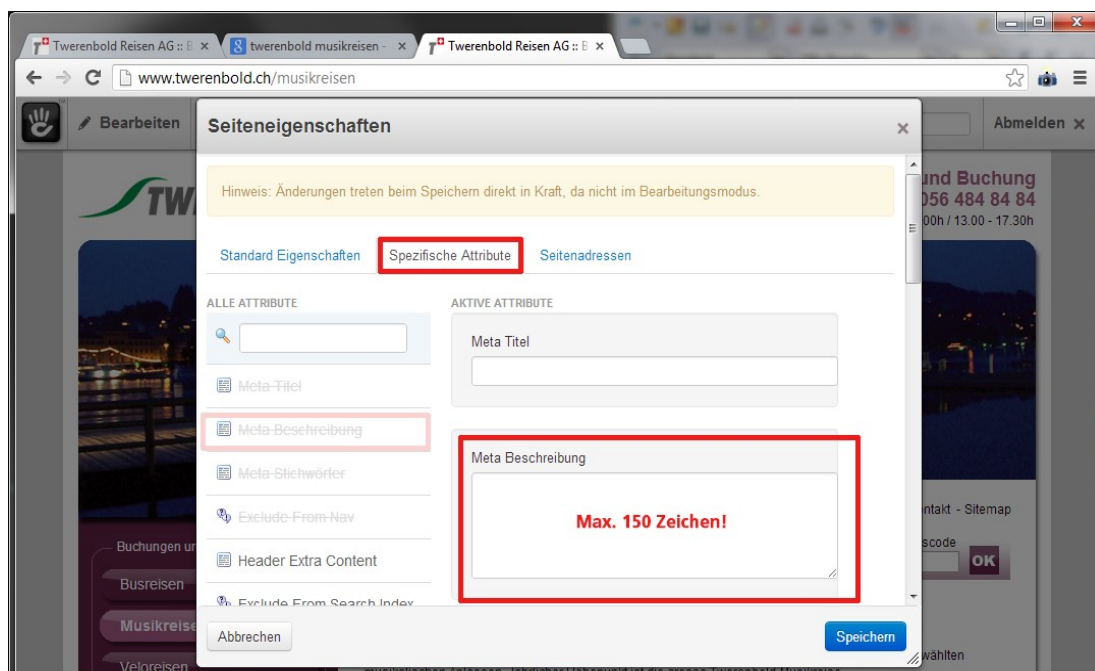 Twerenbold Reisen AG :: B
twerenbold musikreisen -
Twerenbold Reisen AG :: B
www.twerenbold.ch/musikreisen
Bearbeiten
Seiteneigenschaften
Abmelden
Hinweis: Änderungen treten beim Speichern direkt in Kraft, da nicht im Bearbeitungsmodus.
und Buchung
056 484 84 84
00h / 13.00 - 17.30h
TW
Standard Eigenschaften
Spezifische Attribute
Seitenadressen
ALLE ATTRIBUTE
AKTIVE ATTRIBUTE
Meta Titel
Meta Titel
Meta Beschreibung
Meta Beschreibung
Max. 150 Zeichen!
Meta Stichwörter
Exclude From Nav
Header Extra Content
Exclude From Search Index
ntakt - Sitemap
scode
OK
Buchungen un
Busreisen
Musikreise
Veloreisen
Abbrechen
Speichern
wählten